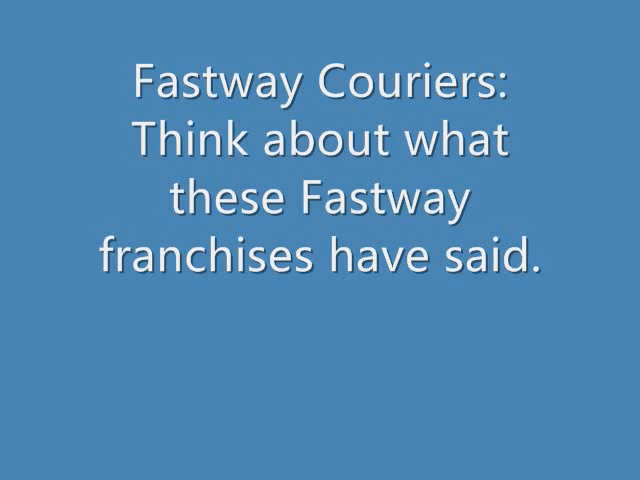 Fastway Couriers:
Think about what
these Fastway
franchises have said.